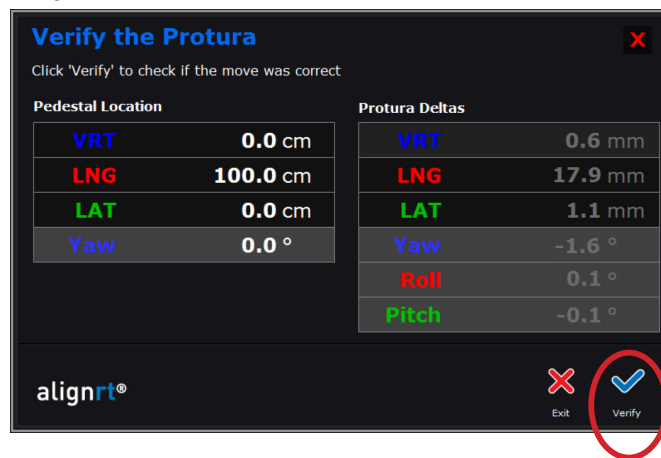 Verify the Protura
X
Click 'Verify' to check if the move was correct
Pedestal Location
VRT 0.0 cm
LNG 100.0 cm
LAT 0.0 cm
Yaw 0.0 °
Protura Deltas
VRT 0.6 mm
LNG 17.9 mm
LAT 1.1 mm
Yaw -1.6 °
Roll 0.1 °
Pitch -0.1 °
alignrt®
Exit
Verify